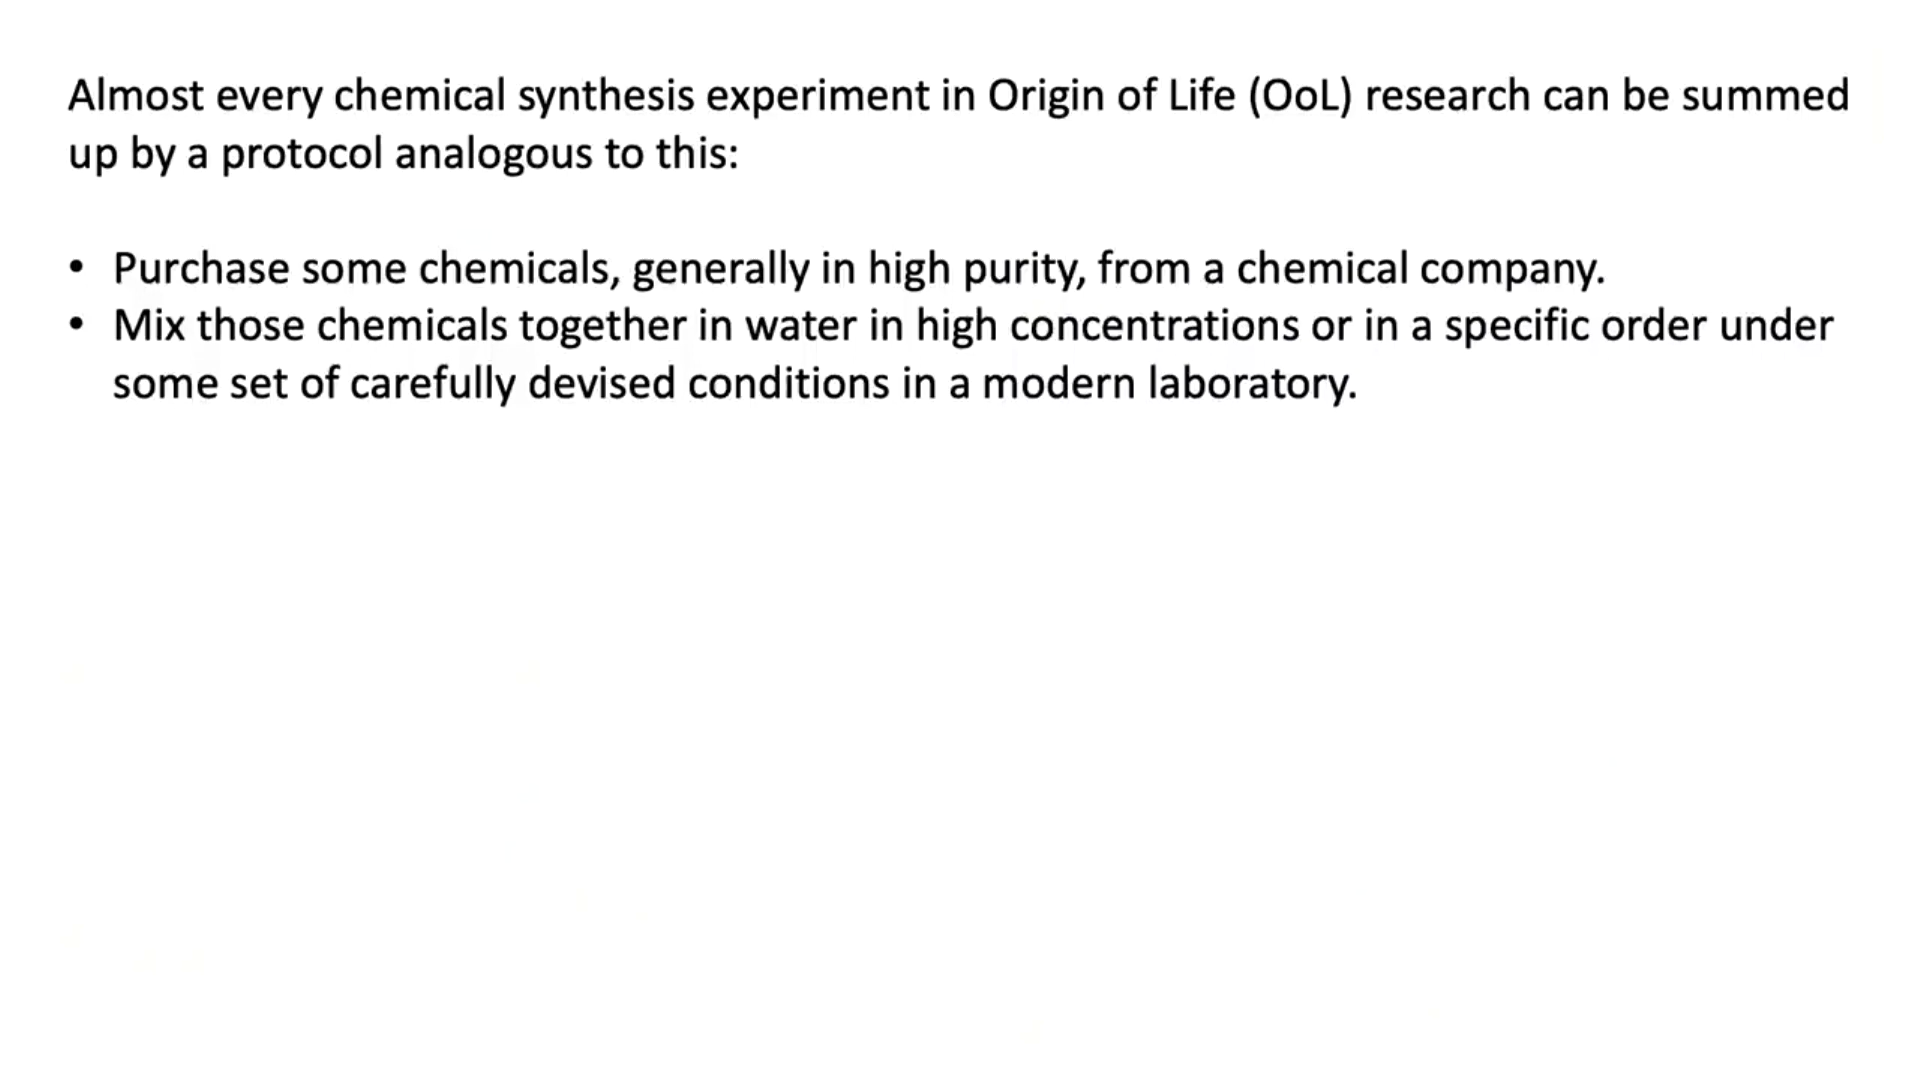 Almost every chemical synthesis experiment in Origin of Life (OoL) research can be summed
up by a protocol analogous to this:
• Purchase some chemicals, generally in high purity, from a chemical company.
• Mix those chemicals together in water in high concentrations or in a specific order under
some set of carefully devised conditions in a modern laboratory.